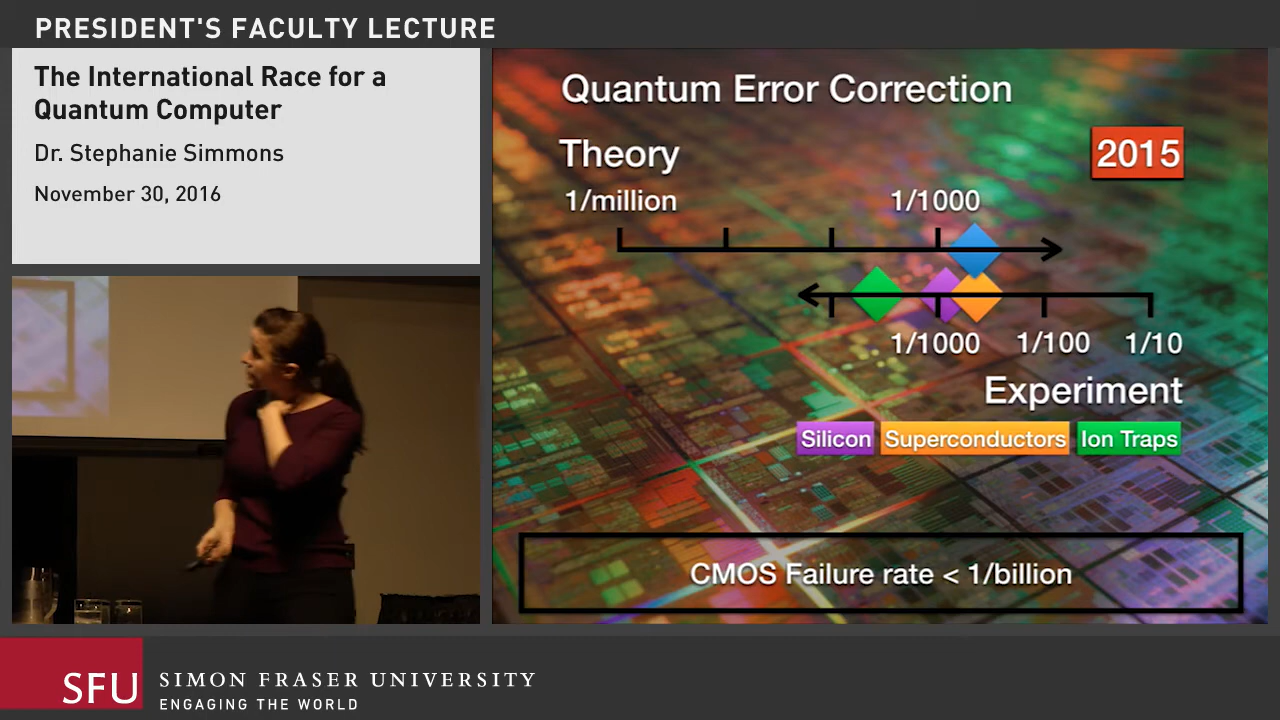 PRESIDENT'S FACULTY LECTURE
The International Race for a
Quantum Computer
Dr. Stephanie Simmons
November 30, 2016
Quantum Error Correction
Theory
2015
1/million
1/1000
1/1000
1/100
1/10
Experiment
Silicon
Superconductors
Ion Traps
CMOS Failure rate < 1/billion
SFU
SIMON FRASER UNIVERSITY
ENGAGING THE WORLD